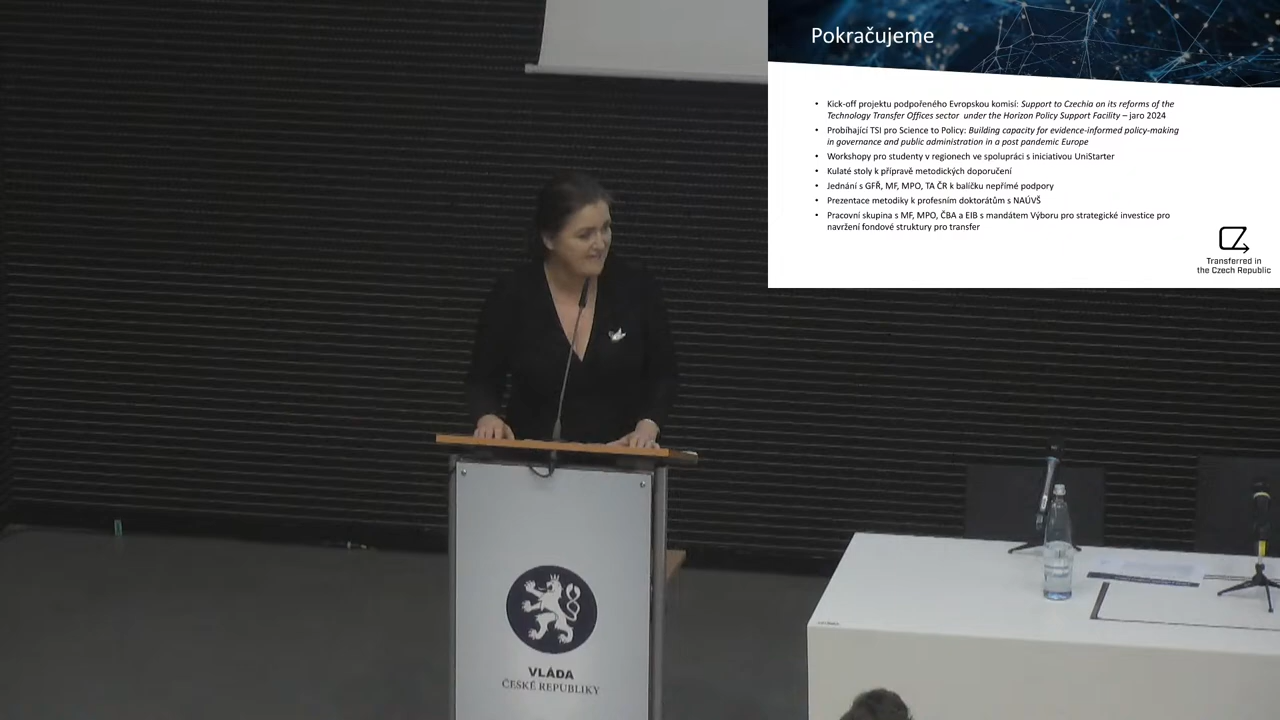 Pokračujeme
• Kick-off projektu podpořeného Evropskou komisí: Support to Czechia on its reforms of the
Technology Transfer Offices sector under the Horizon Policy Support Facility – jaro 2024
• Probíhající TSI pro Science to Policy: Building capacity for evidence-informed policy-making
in governance and public administration in a post pandemic Europe
• Workshopy pro studenty v regionech ve spolupráci s iniciativou UniStarter
• Kulaté stoly k přípravě metodických doporučení
• Jednání s GFŘ, MF, MPO, TA ČR k balíčku nepřímé podpory
• Prezentace metodiky k profesním doktorátům s NAÚVŠ
• Pracovní skupina s MF, MPO, ČBA a EIB s mandátem Výboru pro strategické investice pro
navržení fondové struktury pro transfer
Transferred in
the Czech Republic
VLÁDA
ČESKÉ REPUBLIKY